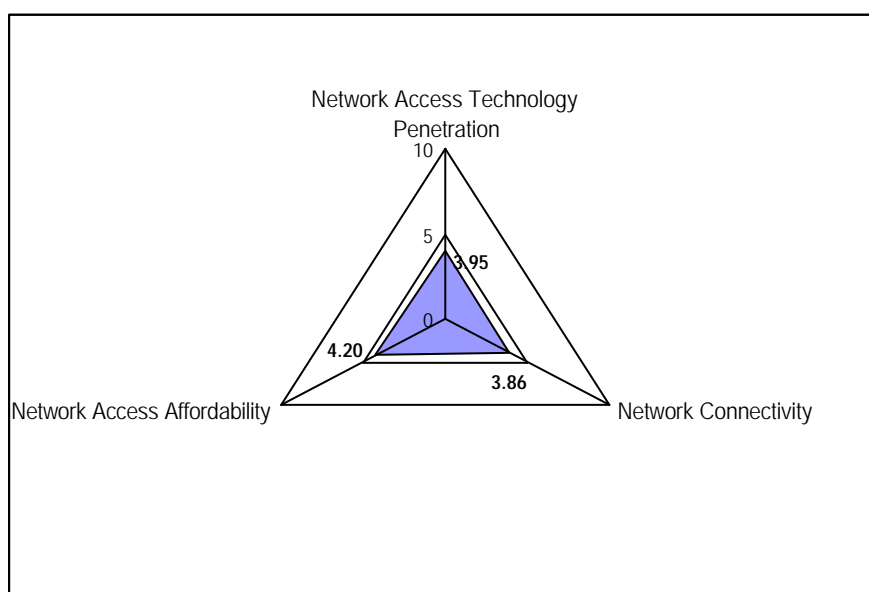 Network Access Technology
Penetration
10
5
3.95
0
4.20
3.86
Network Access Affordability
Network Connectivity